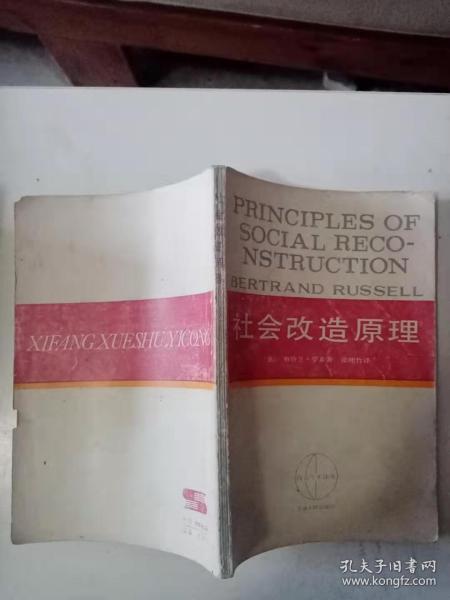 PRINCIPLES OF
SOCIAL RECO-
NSTRUCTION
BERTRAND RUSSELL
社会改造原理
XIFANG XUESHU YICONG
孔夫子旧书网
www.kongfz.com